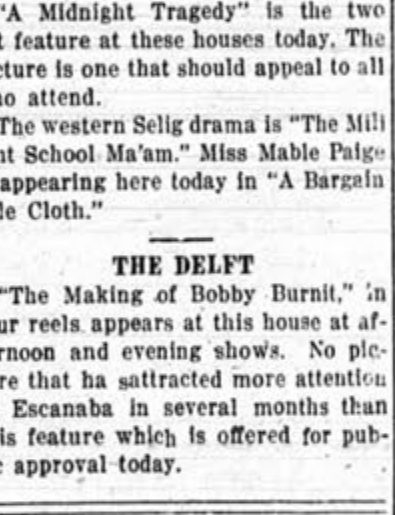 "A Midnight Tragedy" is the two
t feature at these houses today. The
cture is one that should appeal to all
no attend.
The western Selig drama is "The Mili
nt School Ma'am." Miss Mable Paige
appearing here today in "A Bargain
le Cloth."
THE DELFT
"The Making of Bobby Burnit," in
ur reels appears at this house at af-
rnoon and evening shows. No pic-
re that ha sattracted more attention
Escanaba in several months than
is feature which is offered for pub-
c approval today.